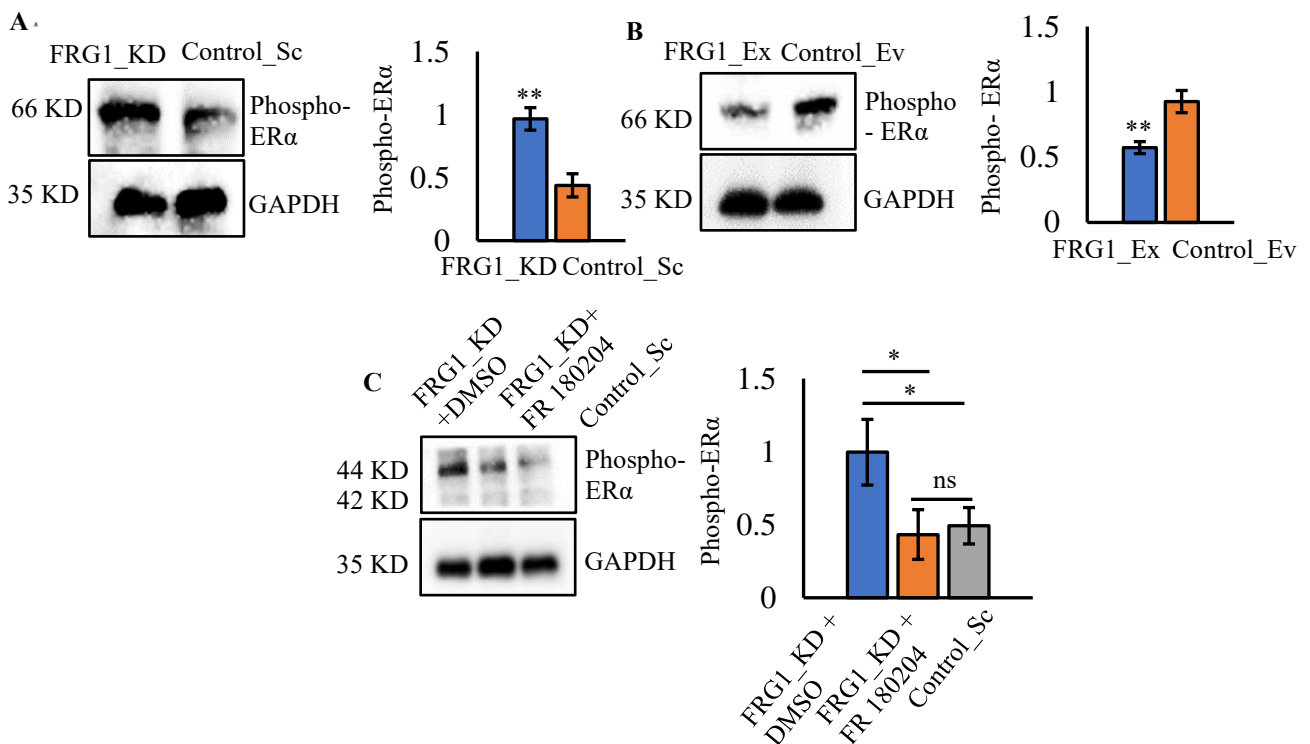 A
FRG1_KD Control_Sc
66 KD
Phospho-
ERα
35 KD
GAPDH
Phospho-ERα
1.5
1
0.5
0
**
FRG1_KD Control_Sc
B
FRG1_Ex Control_Ev
66 KD
Phospho
- ERα
35 KD
GAPDH
Phospho- ERα
1.5
1
0.5
0
**
FRG1_Ex Control_Ev
C
FRG1_KD
+DMSO
FRG1_KD+
FR 180204
Control_Sc
44 KD
42 KD
Phospho-
ERα
35 KD
GAPDH
Phospho-ERα
1.5
1
0.5
0
*
*
ns
FRG1_KD +
DMSO
FRG1_KD +
FR 180204
Control_Sc